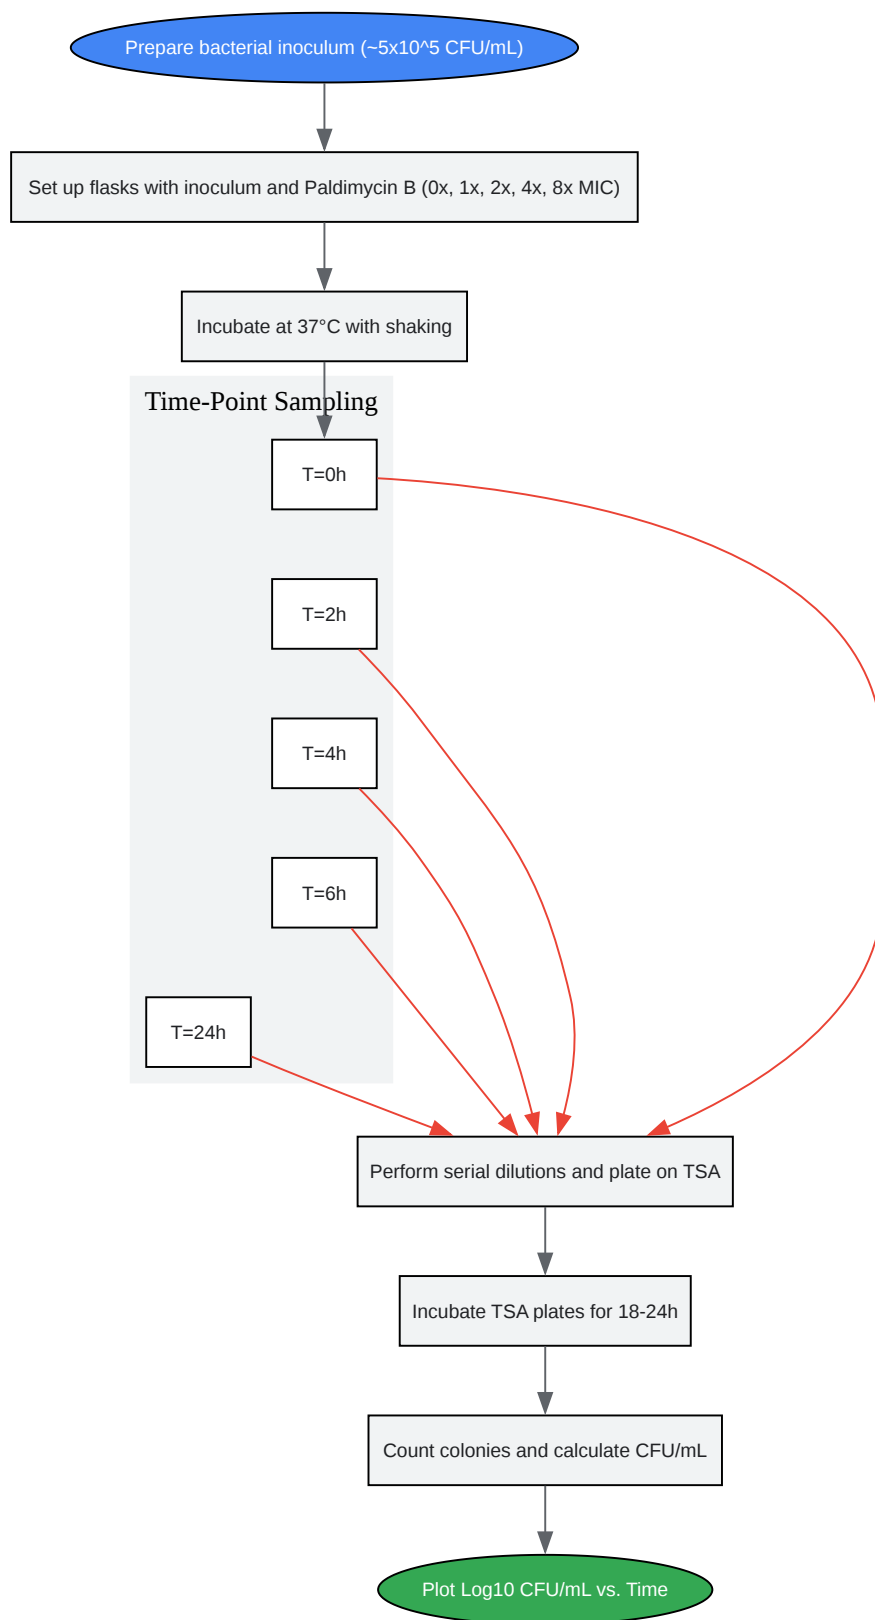 Prepare bacterial inoculum (~5x10^5 CFU/mL)
Set up flasks with inoculum and Paldimycin B (0x, 1x, 2x, 4x, 8x MIC)
Incubate at 37°C with shaking
Time-Point Sampling
T=0h
T=2h
T=4h
T=6h
T=24h
Perform serial dilutions and plate on TSA
Incubate TSA plates for 18-24h
Count colonies and calculate CFU/mL
Plot Log10 CFU/mL vs. Time